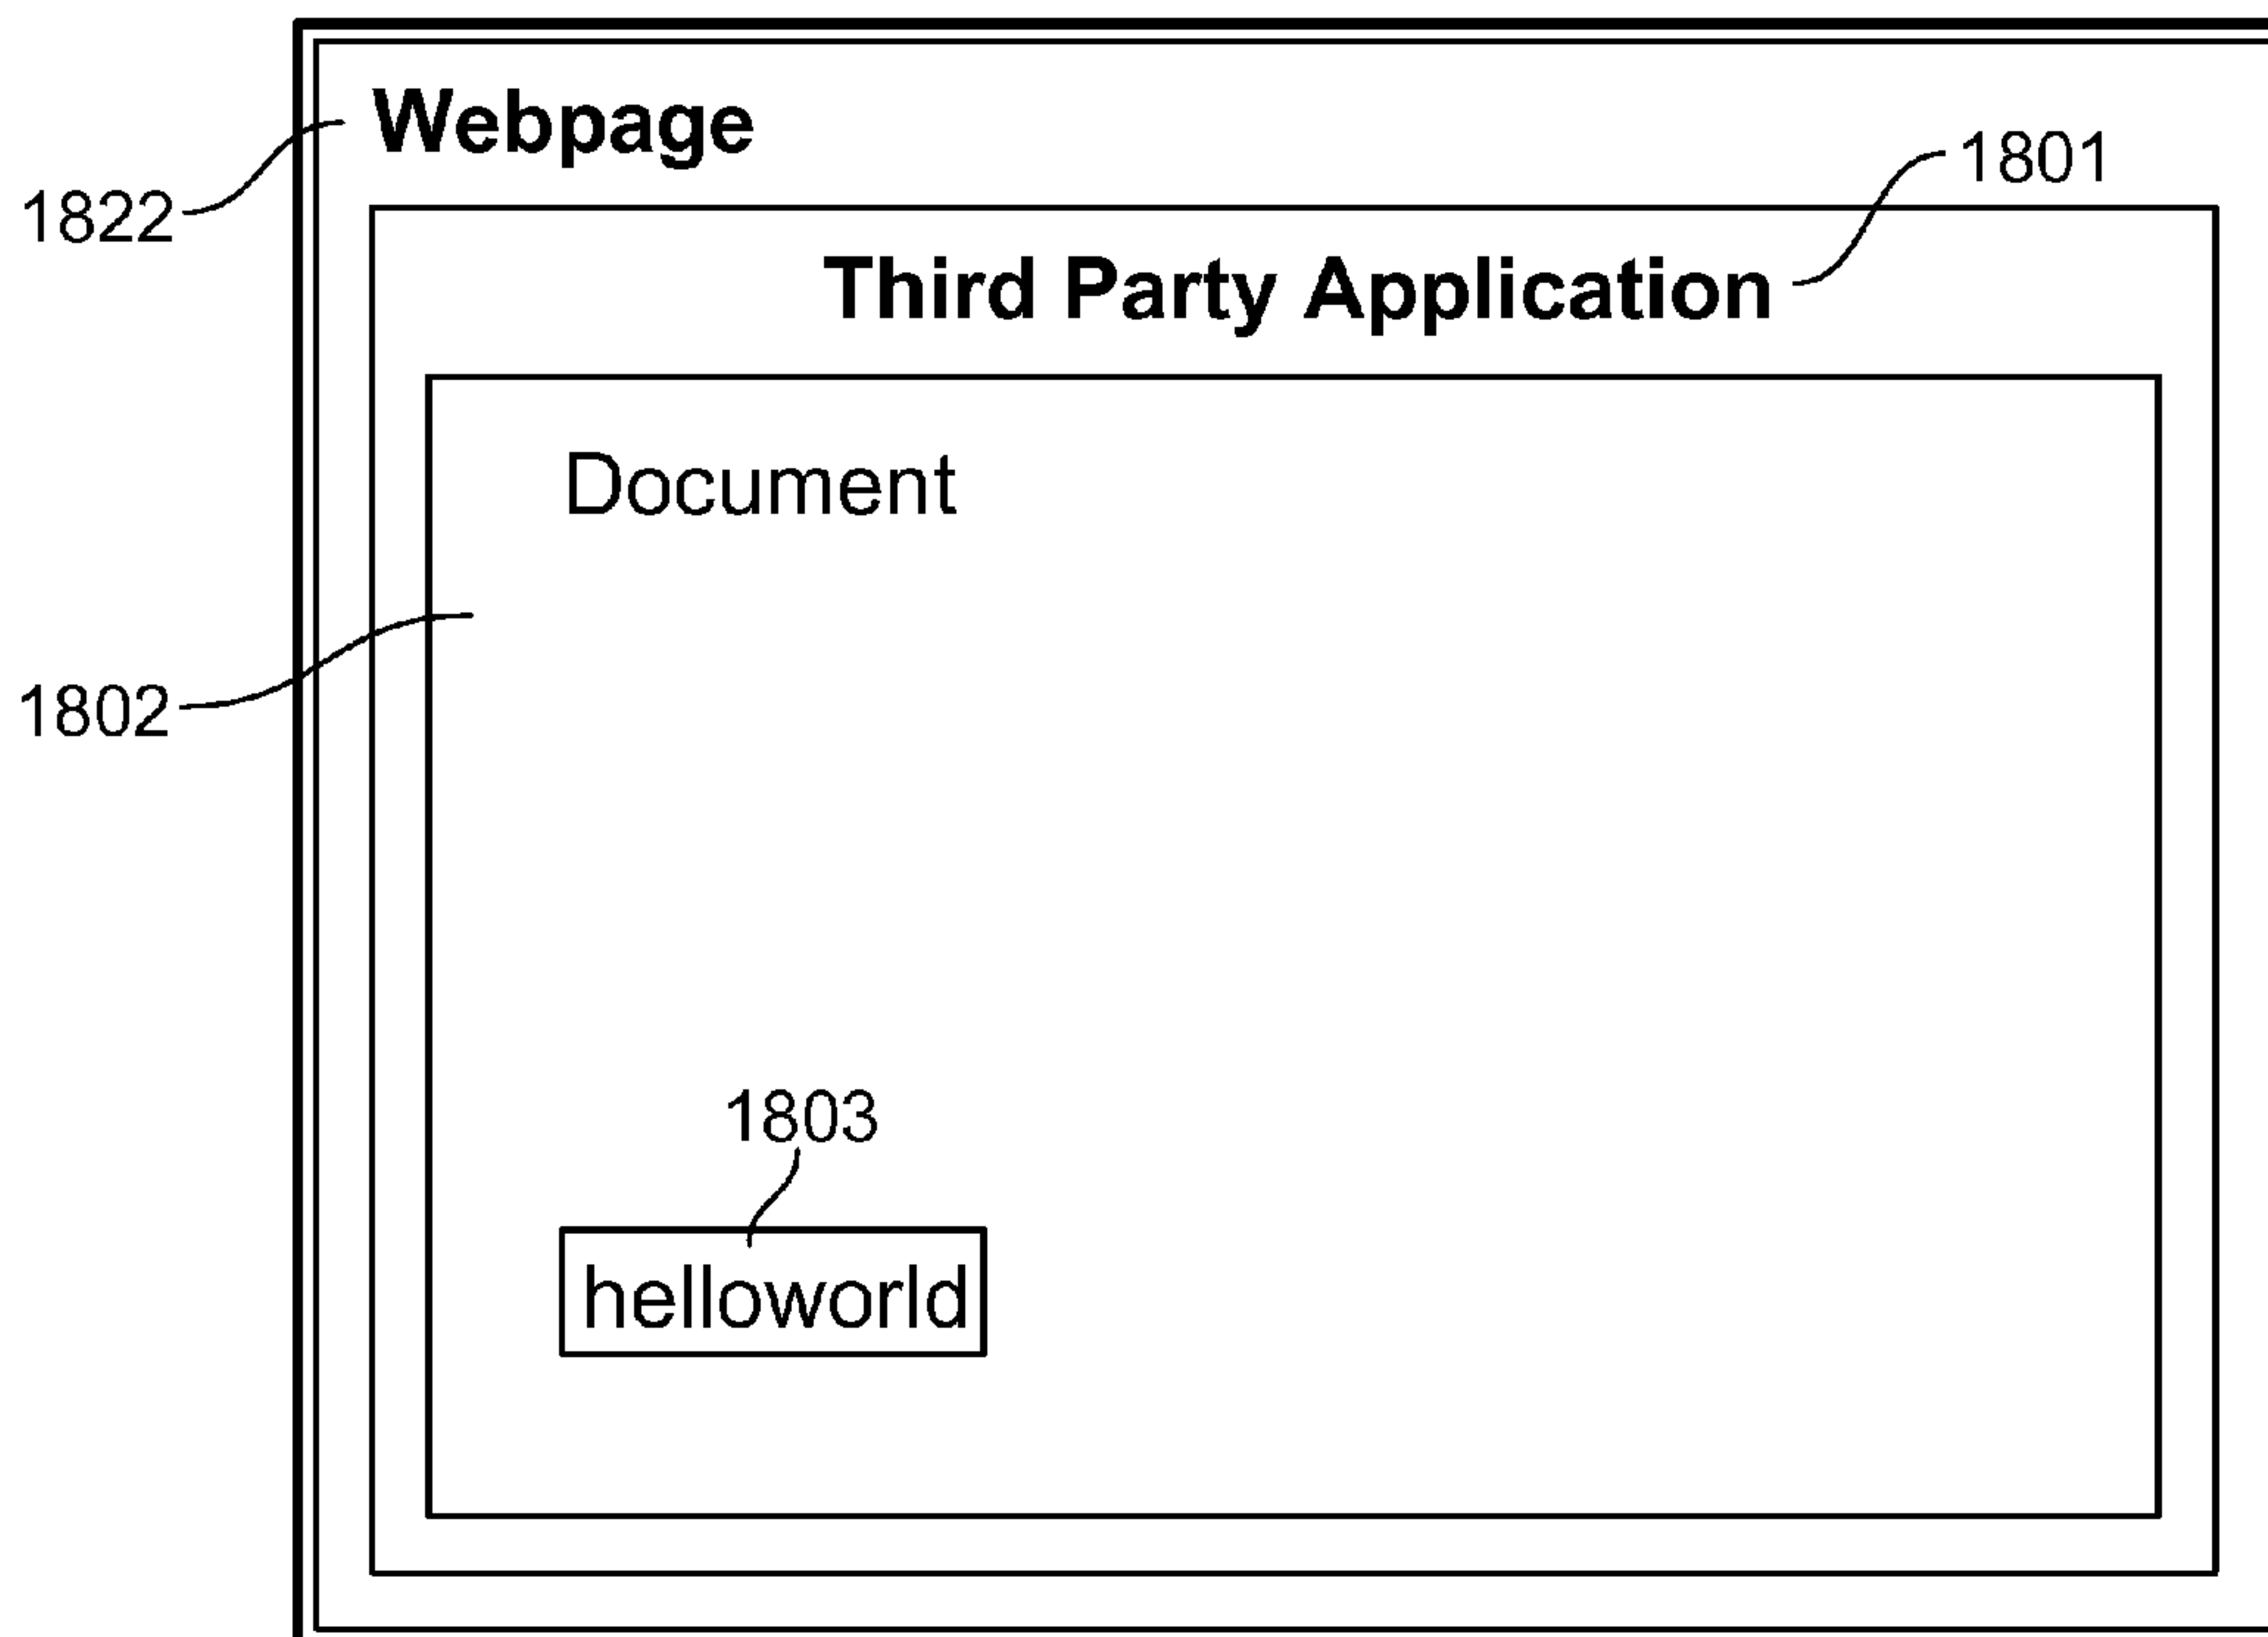 Webpage
1801
1822
Third Party Application
Document
1802
1803
helloworld